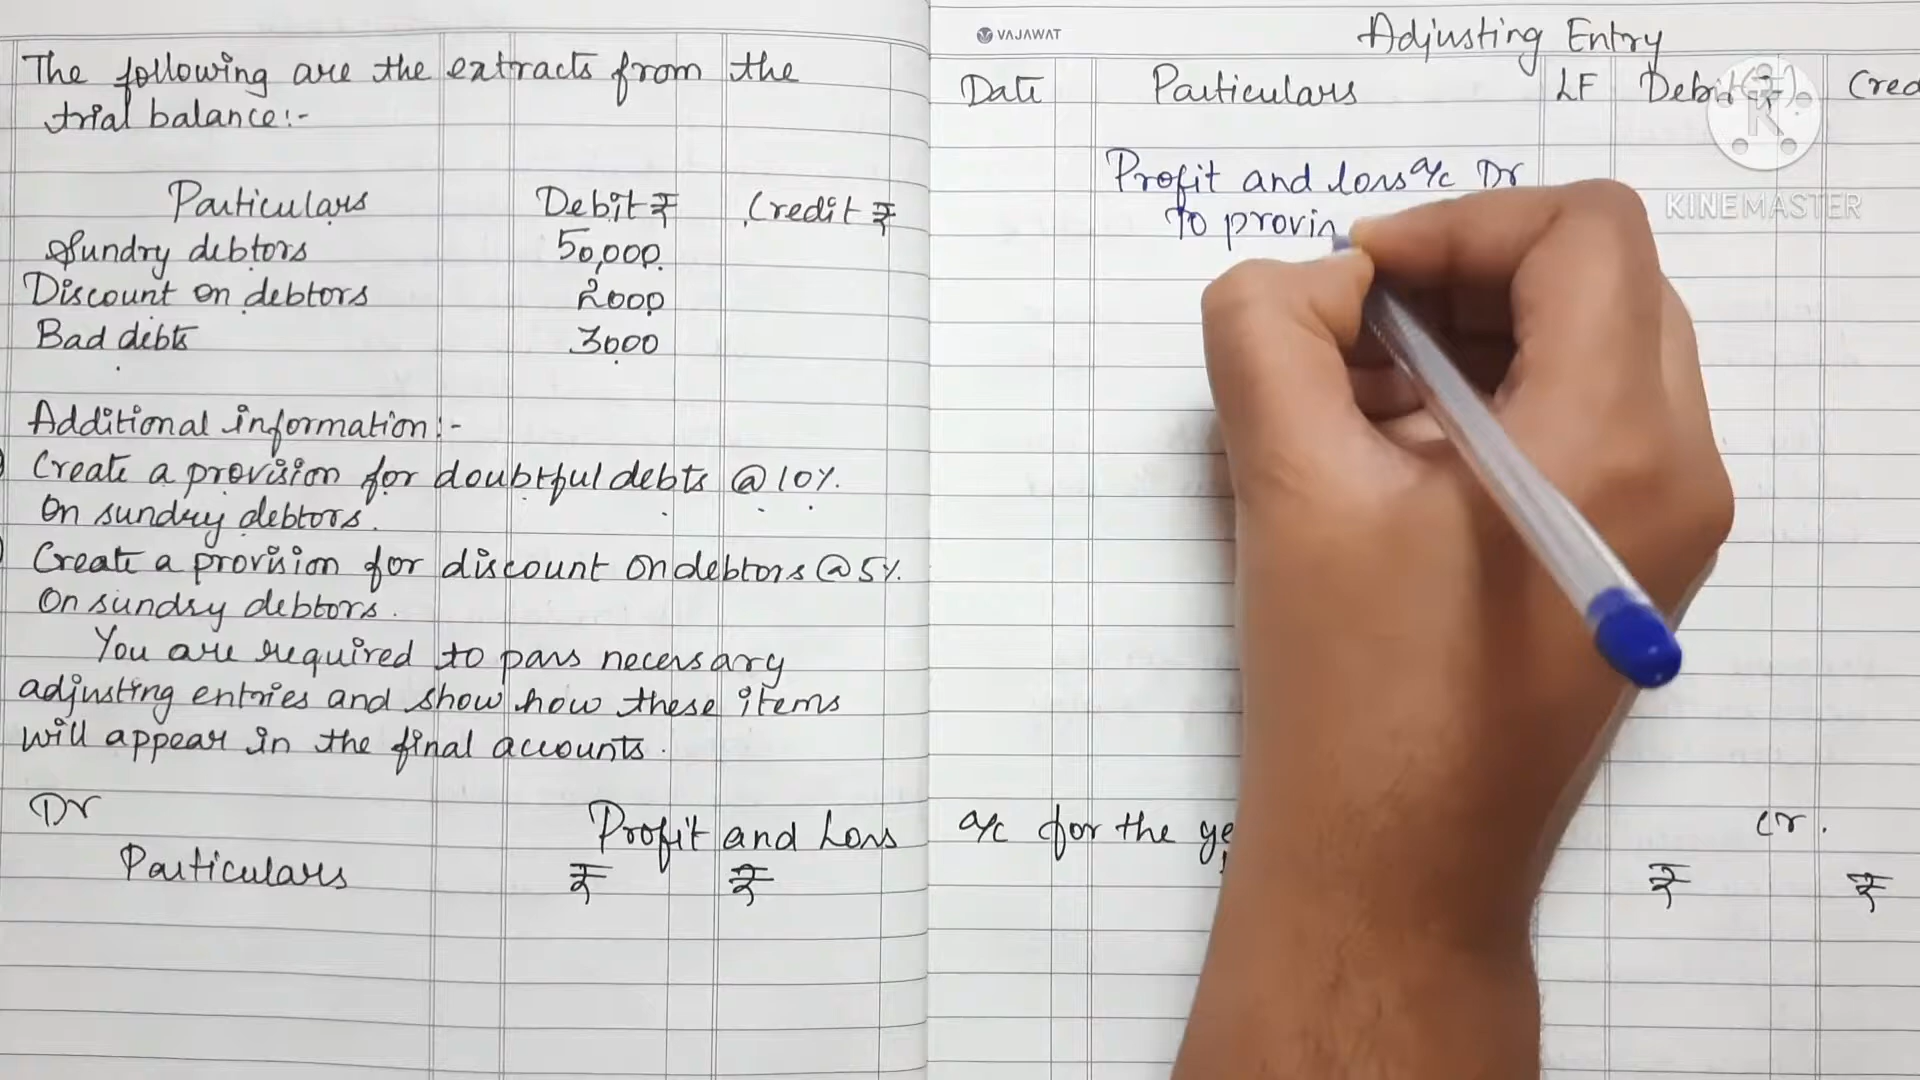 The following are the extracts from the
trial balance:-
Particulars Debit ₹ Credit ₹
Sundry debtors 50,000
Discount on debtors 2000
Bad debts 3000
Additional information:-
Create a provision for doubtful debts @ 10%.
On sundry debtors.
Create a provision for discount on debtors @ 5%.
On sundry debtors.
You are required to pass necessary
adjusting entries and show how these items
will appear in the final accounts.
VAJAWAT
Adjusting Entry
Date Particulars LF Debit(₹) Cred
Profit and loss a/c Dr
To provin
KINEMASTER
Dr Profit and Loss a/c for the ye Cr.
Particulars ₹ ₹ ₹ ₹